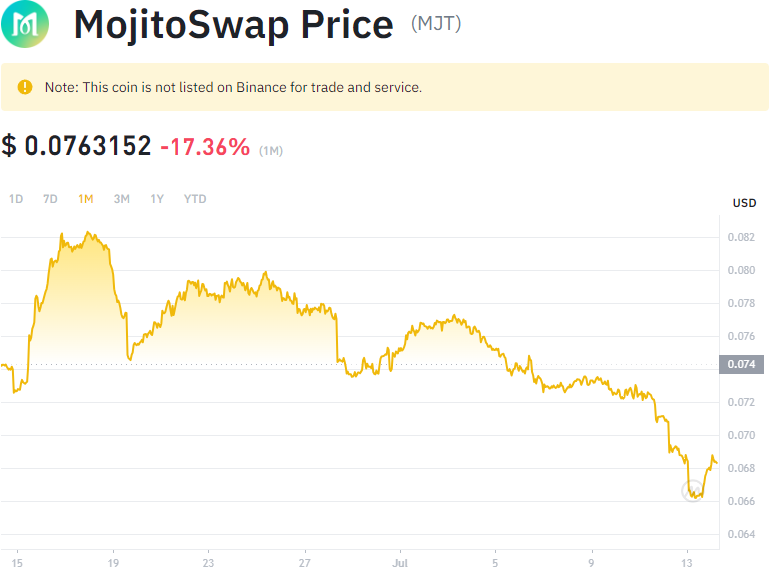 MojitoSwap Price (MJT)
Note: This coin is not listed on Binance for trade and service.
$ 0.0763152 -17.36% (1M)
1D 7D 1M 3M 1Y YTD
USD
0.082
0.080
0.078
0.076
0.074
0.072
0.070
0.068
0.066
0.064
15 19 23 27 Jul 5 9 13